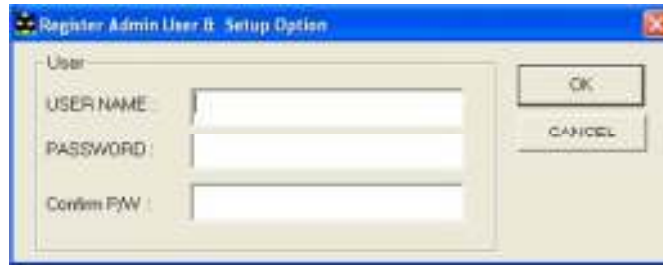 Register Admin User & Setup Option
User
USER NAME :
PASSWORD :
Confirm P/W :
OK
CANCEL